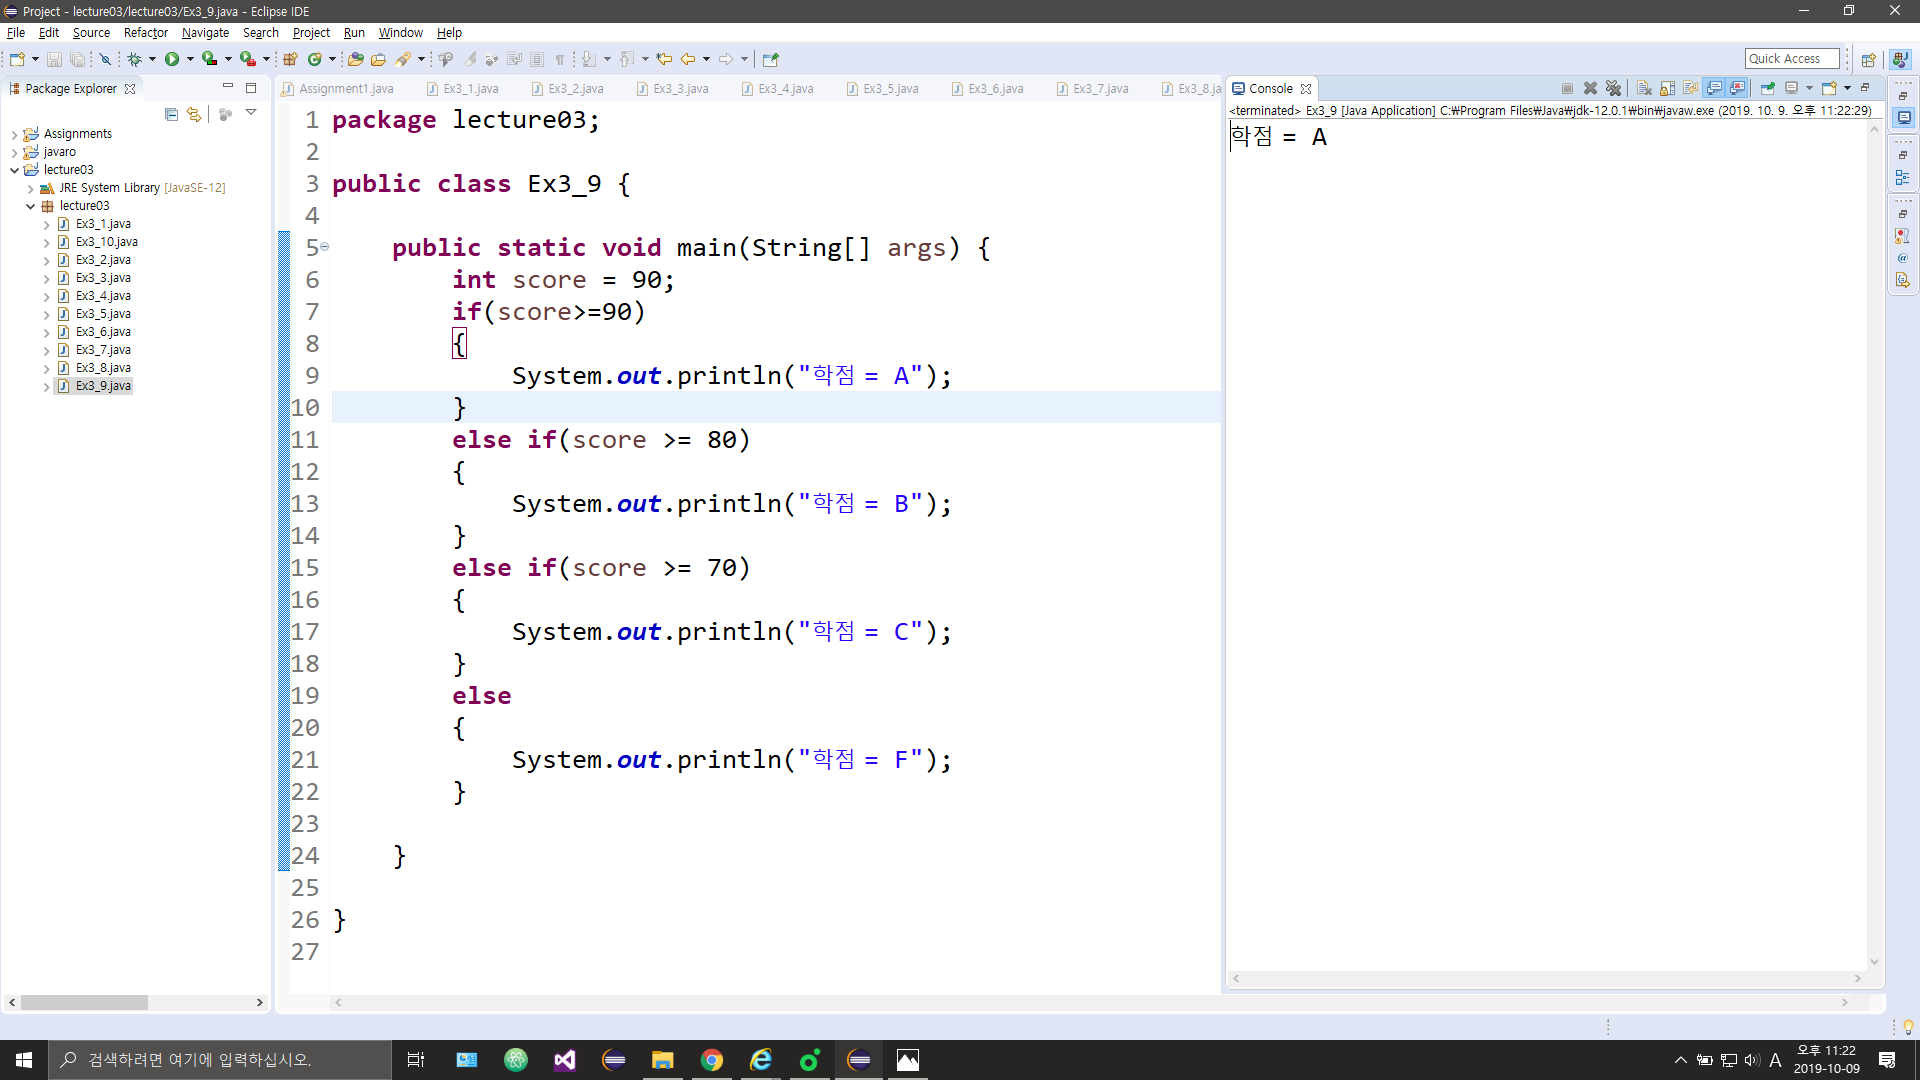 Project - lecture03/lecture03/Ex3_9.java - Eclipse IDE
File Edit Source Refactor Navigate Search Project Run Window Help
Quick Access
Package Explorer
Assignments
javaro
lecture03
JRE System Library [JavaSE-12]
lecture03
Ex3_1.java
Ex3_10.java
Ex3_2.java
Ex3_3.java
Ex3_4.java
Ex3_5.java
Ex3_6.java
Ex3_7.java
Ex3_8.java
Ex3_9.java
Assignment1.java Ex3_1.java Ex3_2.java Ex3_3.java Ex3_4.java Ex3_5.java Ex3_6.java Ex3_7.java Ex3_8.ja
1 package lecture03;
2
3 public class Ex3_9 {
4
5 public static void main(String[] args) {
6 int score = 90;
7 if(score>=90)
8 {
9 System.out.println("학점 = A");
10 }
11 else if(score >= 80)
12 {
13 System.out.println("학점 = B");
14 }
15 else if(score >= 70)
16 {
17 System.out.println("학점 = C");
18 }
19 else
20 {
21 System.out.println("학점 = F");
22 }
23
24 }
25
26 }
27
Console
<terminated> Ex3_9 [Java Application] C:₩Program Files₩Java₩jdk-12.0.1₩bin₩javaw.exe (2019. 10. 9. 오후 11:22:29)
학점 = A
검색하려면 여기에 입력하십시오.
A
오후 11:22
2019-10-09